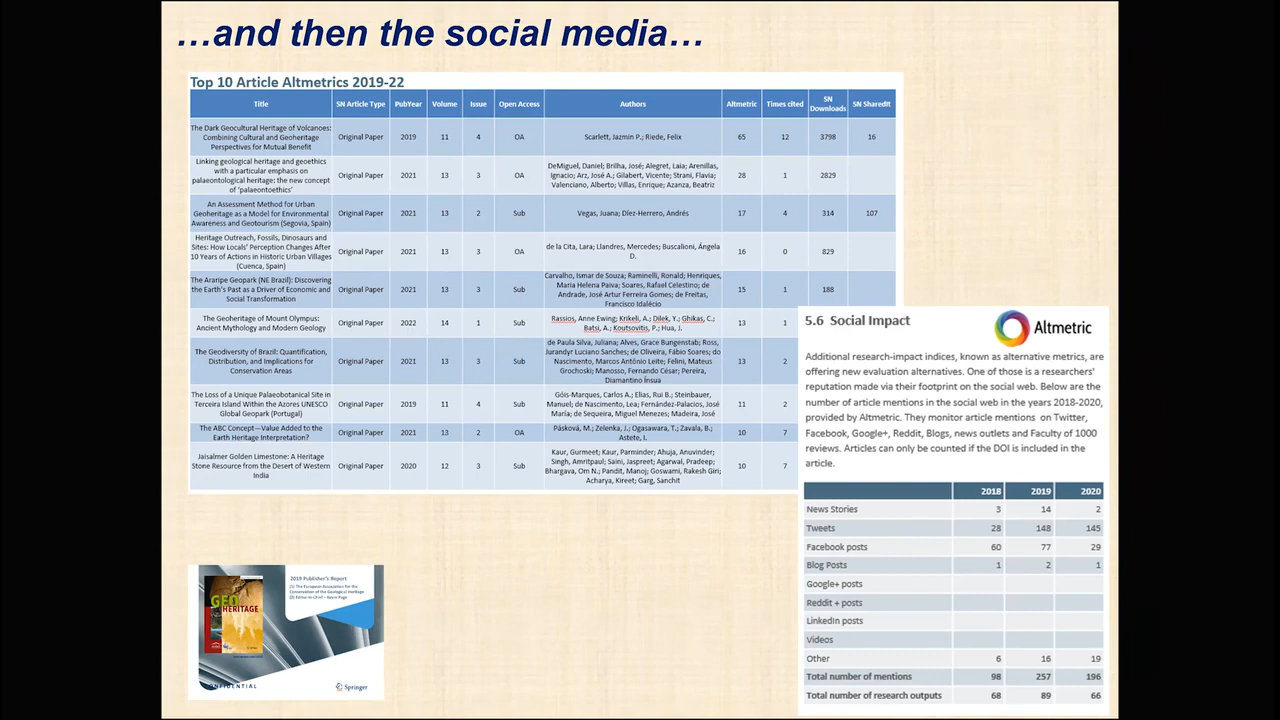 …and then the social media…
Top 10 Article Altmetrics 2019-22
Title SN Article Type PubYear Volume Issue Open Access Authors Altmetric Times cited SN Downloads SN SharedIt
The Dark Geocultural Heritage of Volcanoes:
Combining Cultural and Geoheritage
Perspectives for Mutual Benefit
Original Paper 2019 11 4 OA Scarlett, Jazmin P.; Riede, Felix 65 12 3798 16
Linking geological heritage and geoethics
with a particular emphasis on
palaeontological heritage: the new concept
of 'palaeontoethics'
Original Paper 2021 13 3 OA
DeMiguel, Daniel; Brilha, José; Alegret, Laia; Arenillas,
Ignacio; Arz, José A.; Gilabert, Vicente; Strani, Flavia;
Valenciano, Alberto; Villas, Enrique; Azanza, Beatriz
28 1 2829
An Assessment Method for Urban
Geoheritage as a Model for Environmental
Awareness and Geotourism (Segovia, Spain)
Original Paper 2021 13 2 Sub Vegas, Juana; Díez-Herrero, Andrés 17 4 314 107
Heritage Outreach, Fossils, Dinosaurs and
Sites: How Locals' Perception Changes After
10 Years of Actions in Historic Urban Villages
(Cuenca, Spain)
Original Paper 2021 13 3 OA
de la Cita, Lara; Llandres, Mercedes; Buscalioni, Ángela
D.
16 0 829
The Araripe Geopark (NE Brazil): Discovering
the Earth's Past as a Driver of Economic and
Social Transformation
Original Paper 2021 13 3 Sub
Carvalho, Ismar de Souza; Raminelli, Ronald; Henriques,
Maria Helena Paiva; Soares, Rafael Celestino; de
Andrade, José Artur Ferreira Gomes; de Freitas,
Francisco Idalécio
15 1 188
The Geoheritage of Mount Olympus:
Ancient Mythology and Modern Geology
Original Paper 2022 14 1 Sub
Rassios, Anne Ewing; Krikeli, A.; Dilek, Y.; Ghikas, C.;
Batsi, A.; Koutsovitis, P.; Hua, J.
13 1
The Geodiversity of Brazil: Quantification,
Distribution, and Implications for
Conservation Areas
Original Paper 2021 13 3 Sub
de Paula Silva, Juliana; Alves, Grace Bungenstab; Ross,
Jurandyr Luciano Sanches; de Oliveira, Fábio Soares; do
Nascimento, Marcos Antônio Leite; Felini, Mateus
Grochoski; Manosso, Fernando César; Pereira,
Diamantino Ínsua
13 2
The Loss of a Unique Palaeobotanical Site in
Terceira Island Within the Azores UNESCO
Global Geopark (Portugal)
Original Paper 2019 11 4 Sub
Góis-Marques, Carlos A.; Elias, Rui B.; Steinbauer,
Manuel; de Nascimento, Lea; Fernández-Palacios, José
María; de Sequeira, Miguel Menezes; Madeira, José
11 2
The ABC Concept—Value Added to the
Earth Heritage Interpretation?
Original Paper 2021 13 2 OA
Pásková, M.; Zelenka, J.; Ogasawara, T.; Zavala, B.;
Astete, I.
10 7
Jaisalmer Golden Limestone: A Heritage
Stone Resource from the Desert of Western
India
Original Paper 2020 12 3 Sub
Kaur, Gurmeet; Kaur, Parminder; Ahuja, Anuvinder;
Singh, Amritpaul; Saini, Jaspreet; Agarwal, Pradeep;
Bhargava, Om N.; Pandit, Manoj; Goswami, Rakesh Giri;
Acharya, Kireet; Garg, Sanchit
10 7
5.6 Social Impact
Altmetric
Additional research-impact indices, known as alternative metrics, are
offering new evaluation alternatives. One of those is a researchers'
reputation made via their footprint on the social web. Below are the
number of article mentions in the social web in the years 2018-2020,
provided by Altmetric. They monitor article mentions on Twitter,
Facebook, Google+, Reddit, Blogs, news outlets and Faculty of 1000
reviews. Articles can only be counted if the DOI is included in the
article.
2018 2019 2020
News Stories 3 14 2
Tweets 28 148 145
Facebook posts 60 77 29
Blog Posts 1 2 1
Google+ posts
Reddit + posts
LinkedIn posts
Videos
Other 6 16 19
Total number of mentions 98 257 196
Total number of research outputs 68 89 66
2019 Publisher's Report
(1) The European Association for the
Conservation of the Geological Heritage
(2) Editor-in-Chief – Kevin Page
GEO
HERITAGE
Springer